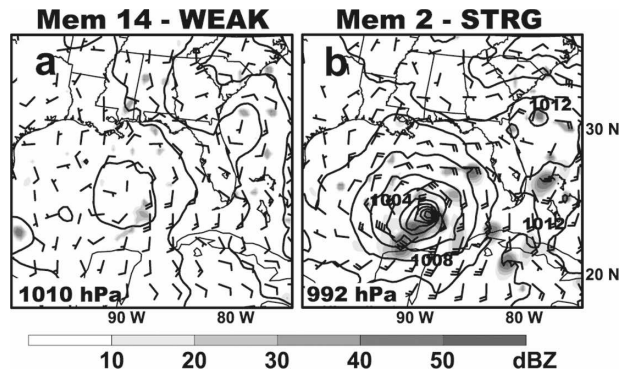 Mem 14 - WEAK
Mem 2 - STRG
a
b
1012
30 N
1004
1012
1008
20 N
1010 hPa
992 hPa
90 W
80 W
90 W
80 W
10
20
30
40
50
dBZ